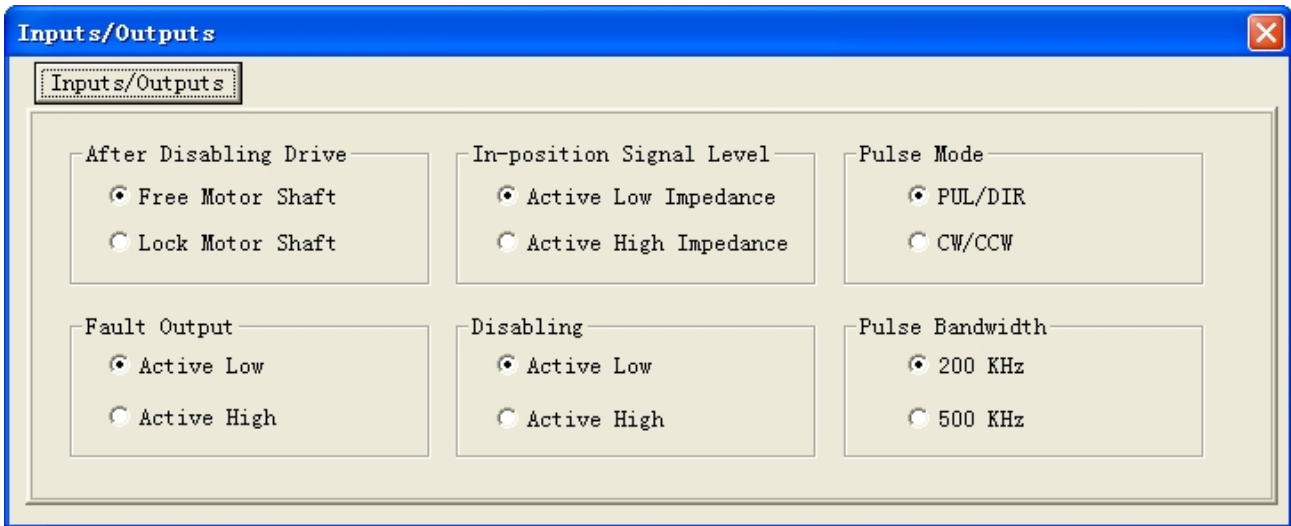 Inputs/Outputs
Inputs/Outputs
After Disabling Drive
Free Motor Shaft
Lock Motor Shaft
In-position Signal Level
Active Low Impedance
Active High Impedance
Pulse Mode
PUL/DIR
CW/CCW
Fault Output
Active Low
Active High
Disabling
Active Low
Active High
Pulse Bandwidth
200 KHz
500 KHz